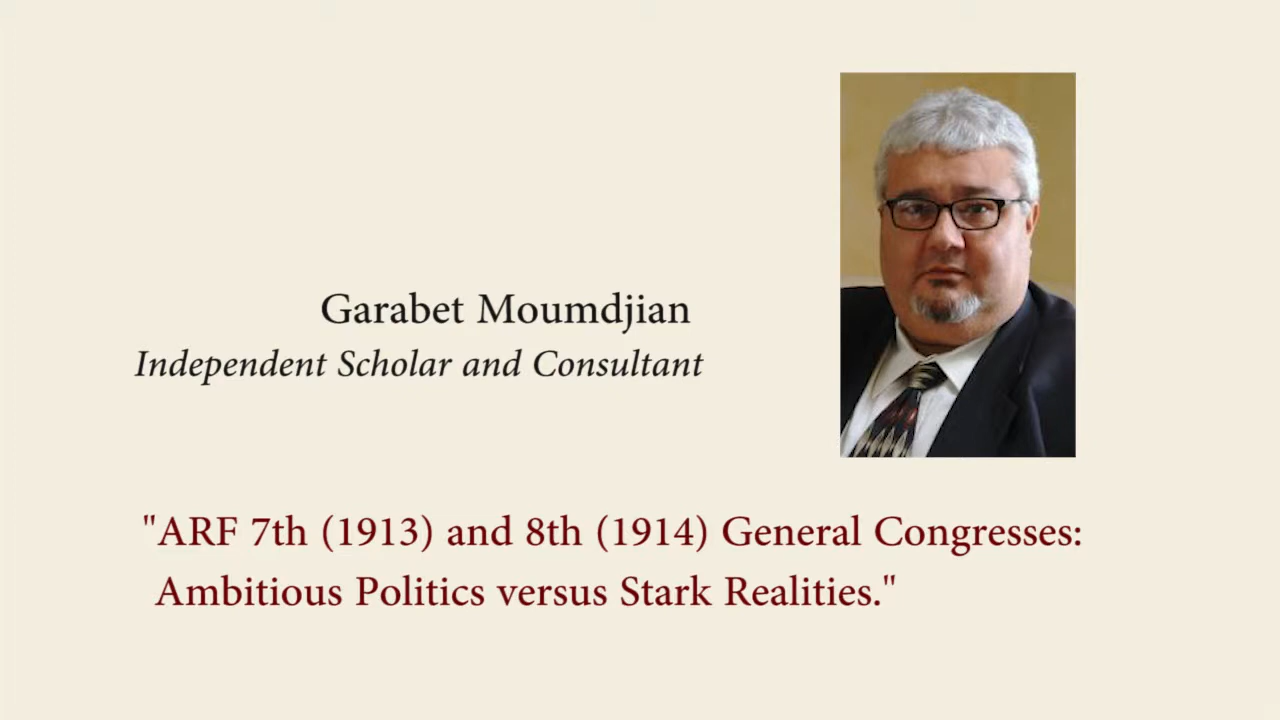 Garabet Moumdjian
Independent Scholar and Consultant
"ARF 7th (1913) and 8th (1914) General Congresses:
Ambitious Politics versus Stark Realities."